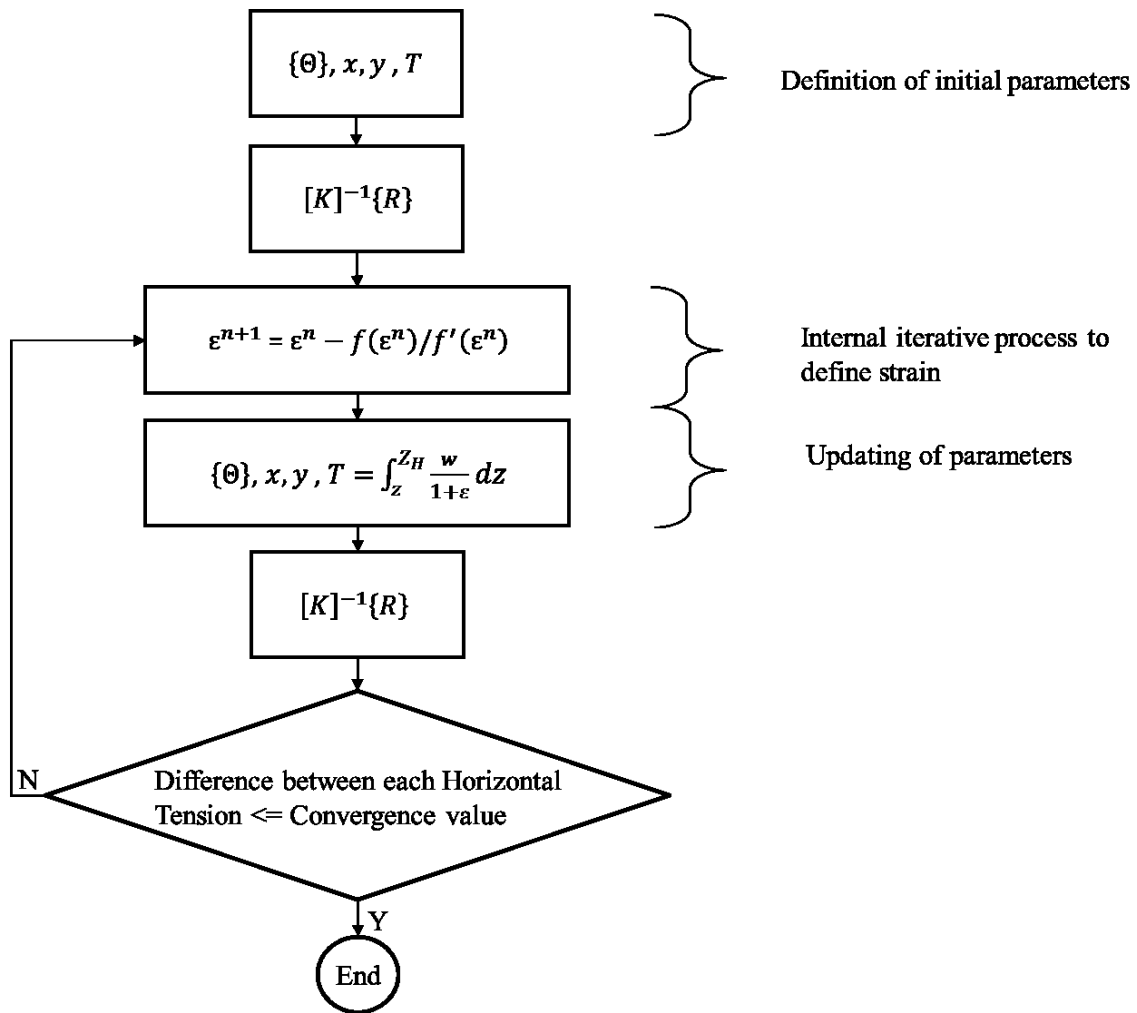 {Θ}, x, y , T
Definition of initial parameters
[K]⁻¹{R}
εⁿ⁺¹ = εⁿ − f(εⁿ)/f′(εⁿ)
Internal iterative process to
define strain
{Θ}, x, y , T = ∫_z^{Z_H} w/(1+ε) dz
Updating of parameters
[K]⁻¹{R}
N
Difference between each Horizontal
Tension <= Convergence value
Y
End